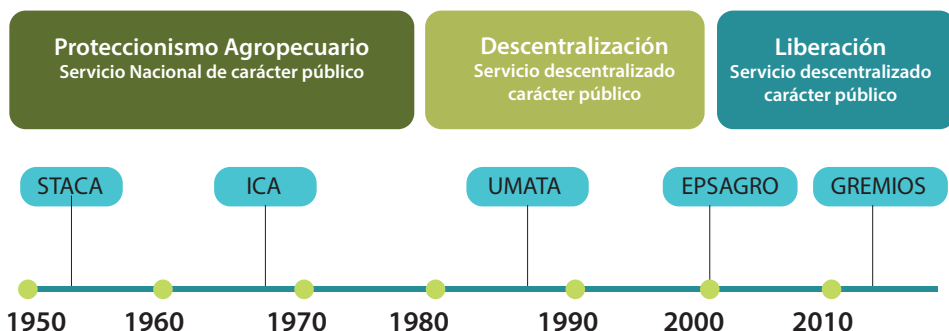 Proteccionismo Agropecuario
Servicio Nacional de carácter público
Descentralización
Servicio descentralizado
carácter público
Liberación
Servicio descentralizado
carácter público
STACA
ICA
UMATA
EPSAGRO
GREMIOS
1950
1960
1970
1980
1990
2000
2010